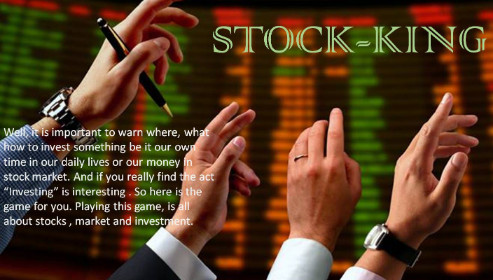 STOCK-KING
Well, it is important to warn where, what
how to invest something be it our own
time in our daily lives or our money in
stock market. And if you really find the act
“Investing” is interesting . So here is the
game for you. Playing this game, is all
about stocks , market and investment.